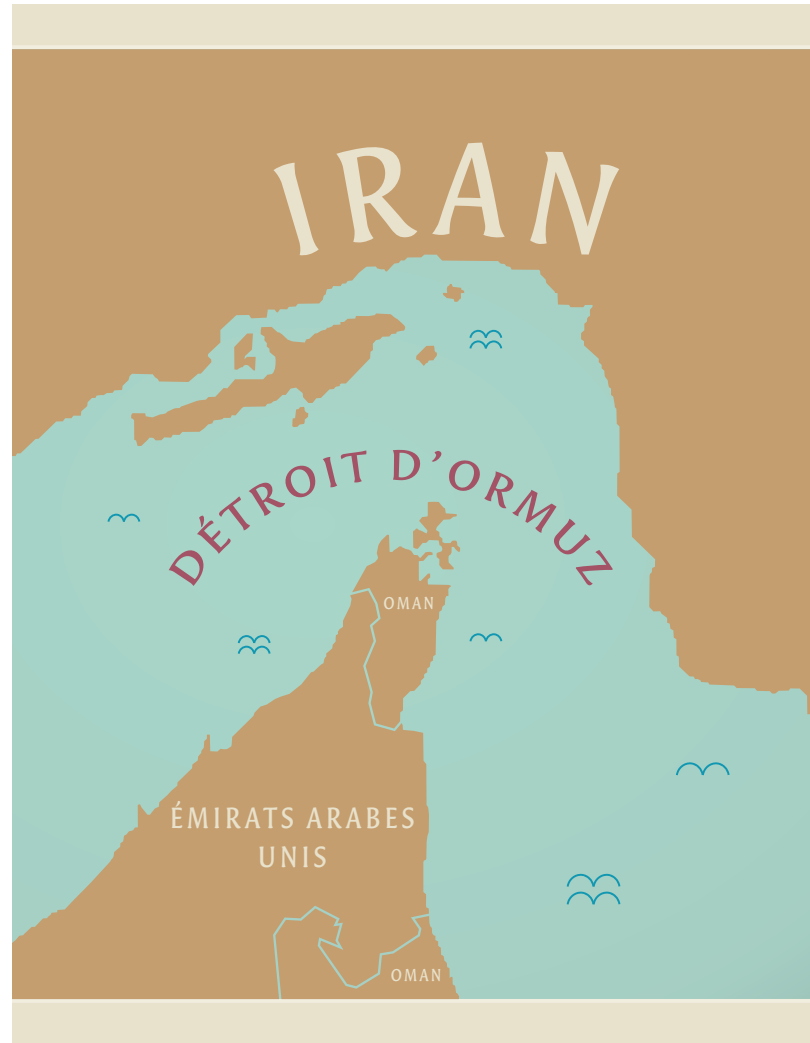 IRAN
DÉTROIT D’ORMUZ
OMAN
ÉMIRATS ARABES
UNIS
OMAN